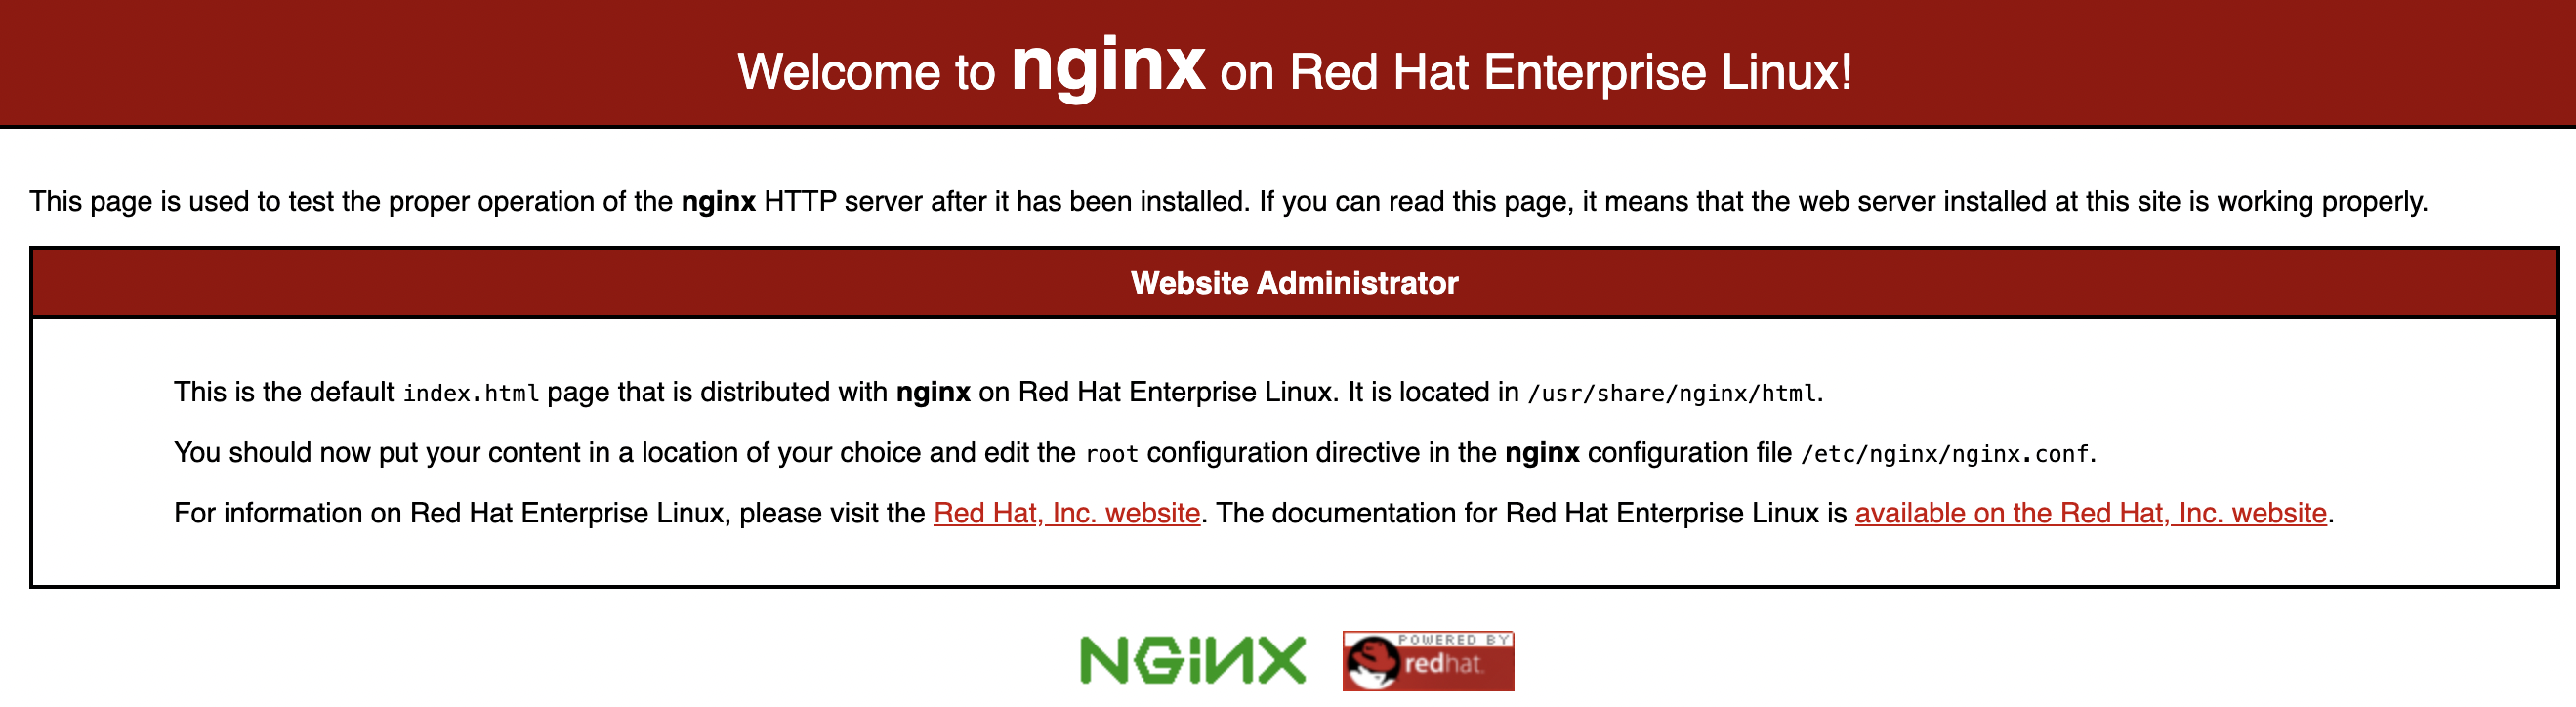 Welcome to nginx on Red Hat Enterprise Linux!
This page is used to test the proper operation of the nginx HTTP server after it has been installed. If you can read this page, it means that the web server installed at this site is working properly.
Website Administrator
This is the default index.html page that is distributed with nginx on Red Hat Enterprise Linux. It is located in /usr/share/nginx/html.
You should now put your content in a location of your choice and edit the root configuration directive in the nginx configuration file /etc/nginx/nginx.conf.
For information on Red Hat Enterprise Linux, please visit the Red Hat, Inc. website. The documentation for Red Hat Enterprise Linux is available on the Red Hat, Inc. website.
NGINX
POWERED BY
redhat.